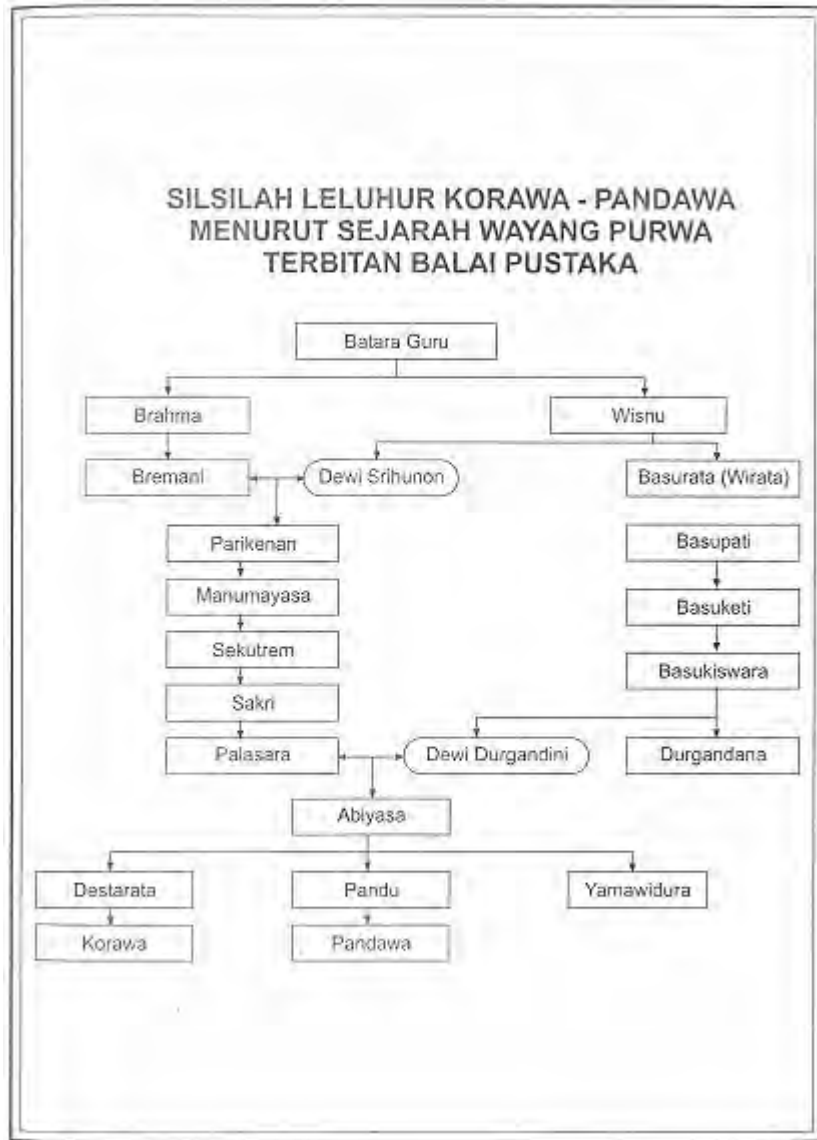 SILSILAH LELUHUR KORAWA - PANDAWA
MENURUT SEJARAH WAYANG PURWA
TERBITAN BALAI PUSTAKA
Batara Guru
Brahma
Wisnu
Bremani
Dewi Srihunon
Basurata (Wirata)
Parikenan
Basupati
Manumayasa
Basuketi
Sekutrem
Basukiswara
Sakri
Palasara
Dewi Durgandini
Durgandana
Abiyasa
Destarata
Pandu
Yamawidura
Korawa
Pandawa